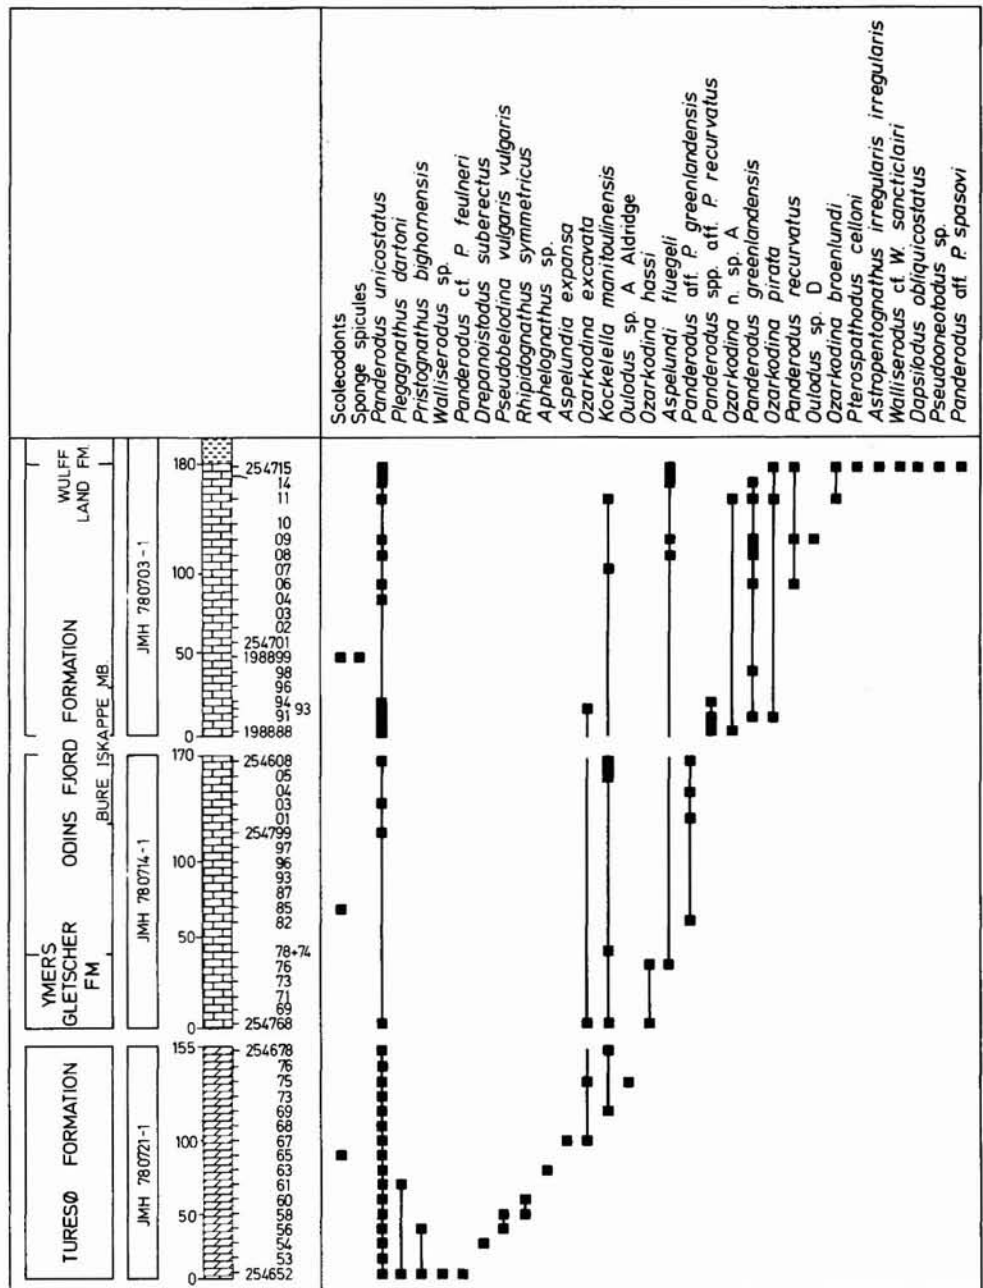 Scolecodonts
Sponge spicules
Panderodus unicostatus
Plegagnathus dartoni
Pristognathus bighornensis
Walliserodus sp.
Panderodus cf. P. feulneri
Drepanoistodus suberectus
Pseudobelodina vulgaris vulgaris
Rhipidognathus symmetricus
Aphelognathus sp.
Aspelundia expansa
Ozarkodina excavata
Kockelella manitoulinensis
Oulodus sp. A Aldridge
Ozarkodina hassi
Aspelundi fluegeli
Panderodus aff. P. greenlandensis
Panderodus spp. aff. P. recurvatus
Ozarkodina n. sp. A
Panderodus greenlandensis
Ozarkodina pirata
Panderodus recurvatus
Oulodus sp. D
Ozarkodina broenlundi
Pterospathodus celloni
Astropentognathus irregularis irregularis
Walliserodus cf. W. sancticlairi
Dapsilodus obliquicostatus
Pseudooneotodus sp.
Panderodus aff. P. spasovi
WULFF
LAND FM.
ODINS FJORD FORMATION
BURE ISKAPPE MB.
YMERS
GLETSCHER
FM
TURESØ FORMATION
JMH 780703-1
JMH 780714-1
JMH 780721-1
180
100
50
0
254715
14
11
10
09
08
07
06
04
03
02
254701
198899
98
96
94
93
91
198888
170
100
50
0
254608
05
04
03
01
254799
97
96
93
87
85
82
78+74
76
73
71
69
254768
155
100
50
0
254678
76
75
73
69
68
67
65
63
61
60
58
56
54
53
254652